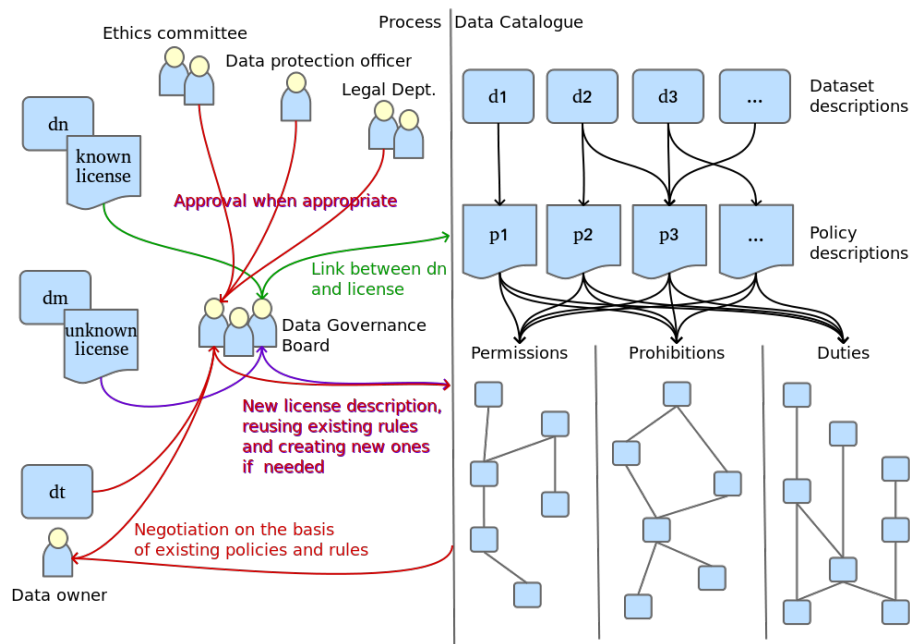 Process
Data Catalogue
Ethics committee
Data protection officer
Legal Dept.
dn
known
license
Approval when appropriate
Link between dn
and license
dm
unknown
license
Data Governance
Board
New license description,
reusing existing rules
and creating new ones
if needed
dt
Negotiation on the basis
of existing policies and rules
Data owner
d1
d2
d3
...
Dataset
descriptions
p1
p2
p3
...
Policy
descriptions
Permissions
Prohibitions
Duties